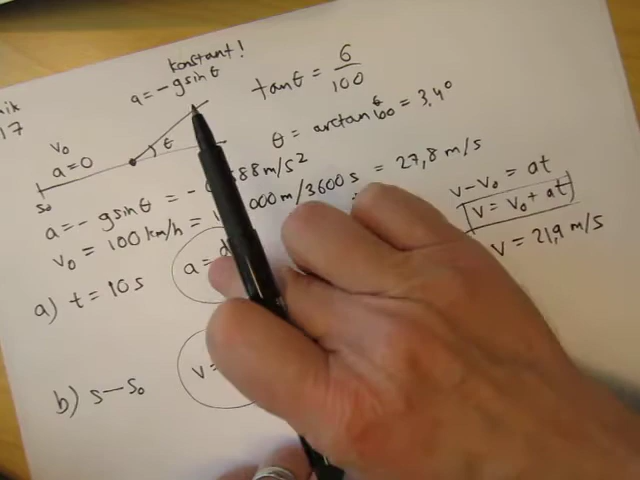 konstant!
a = - g sin θ
17
v₀
a = 0
s₀
θ
tan θ = 6/100
θ = arctan 6/100 = 3,4°
a = - g sin θ = - 88 m/s²
v₀ = 100 km/h = 000 m/3600 s = 27,8 m/s
v - v₀ = at
v = v₀ + at
v = 21,9 m/s
a) t = 10 s
a = d
b) s - s₀
v =